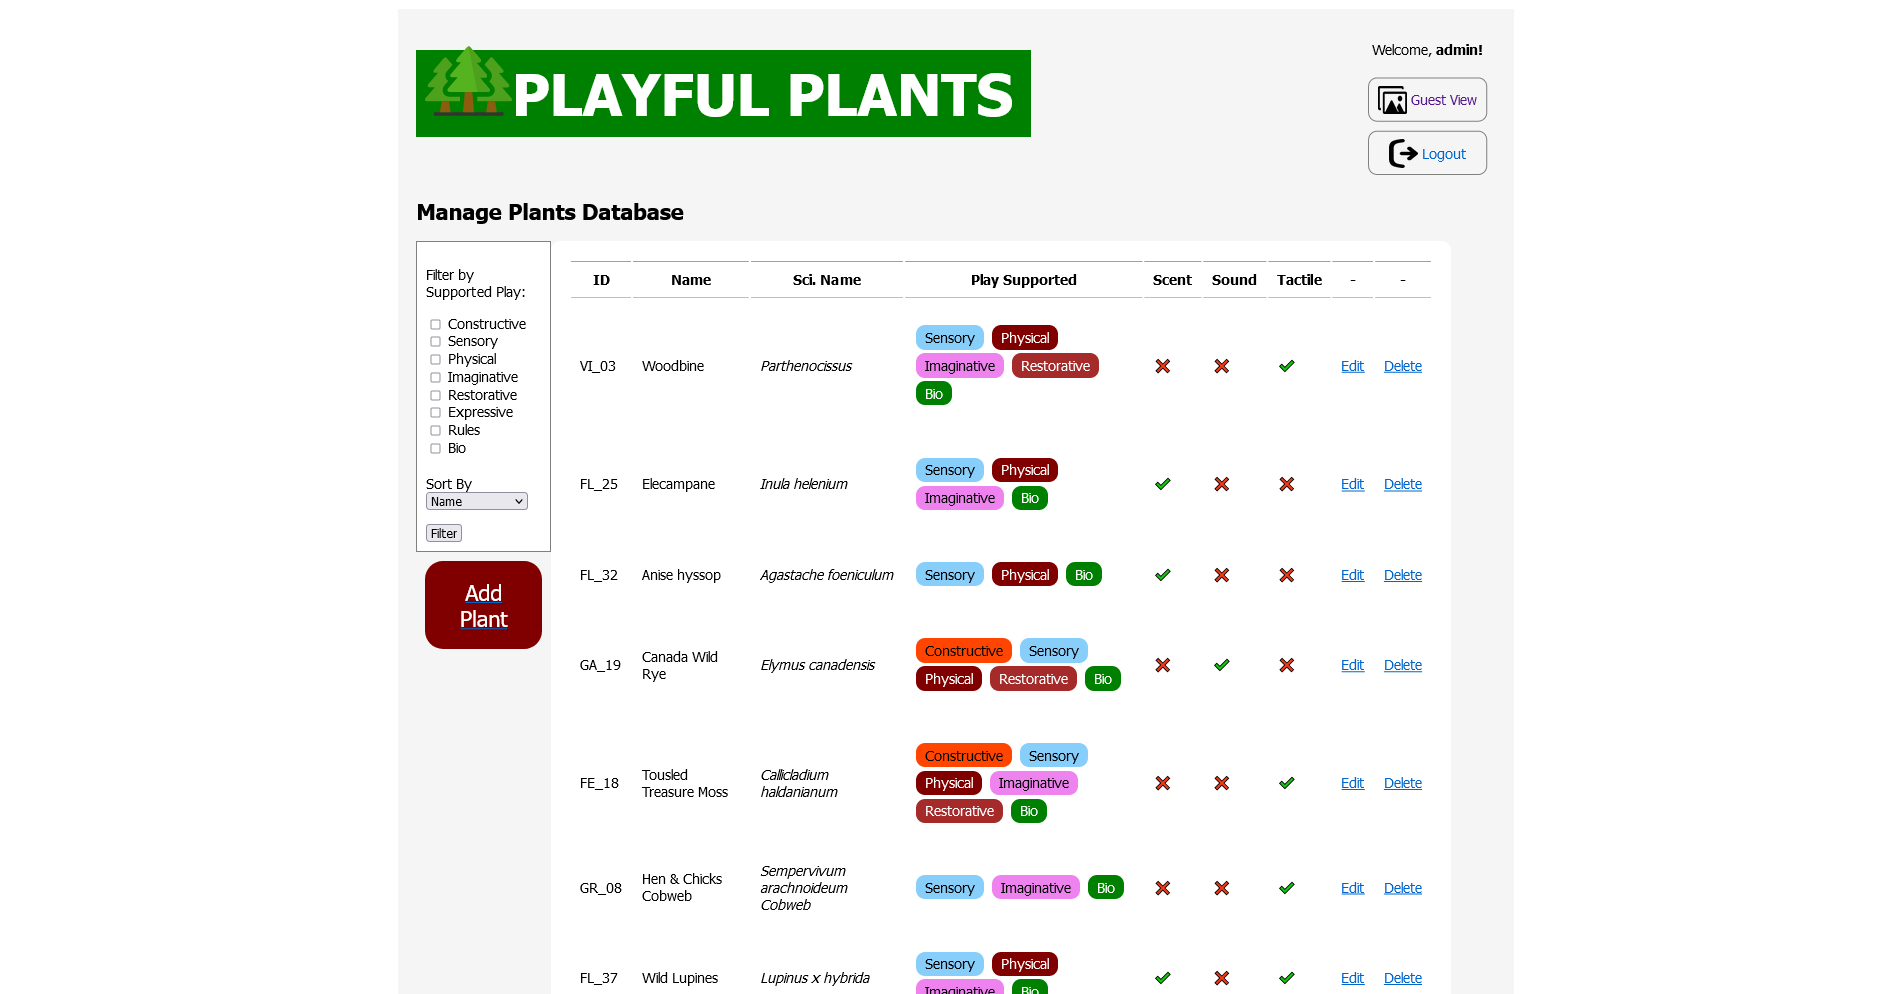 PLAYFUL PLANTS
Welcome, admin!
Guest View
Logout
Manage Plants Database
Filter by
Supported Play:
Constructive
Sensory
Physical
Imaginative
Restorative
Expressive
Rules
Bio
Sort By
Name
Filter
Add
Plant
ID Name Sci. Name Play Supported Scent Sound Tactile - -
Sensory Physical
VI_03 Woodbine Parthenocissus Imaginative Restorative Edit Delete
Bio
Sensory Physical
FL_25 Elecampane Inula helenium Edit Delete
Imaginative Bio
FL_32 Anise hyssop Agastache foeniculum Sensory Physical Bio Edit Delete
Constructive Sensory
GA_19 Canada Wild Elymus canadensis Edit Delete
Rye Physical Restorative Bio
Constructive Sensory
FE_18 Tousled Callicladium Physical Imaginative Edit Delete
Treasure Moss haldanianum
Restorative Bio
Sempervivum
GR_08 Hen & Chicks arachnoideum Sensory Imaginative Bio Edit Delete
Cobweb Cobweb
Sensory Physical
FL_37 Wild Lupines Lupinus x hybrida Edit Delete
Imaginative Bio